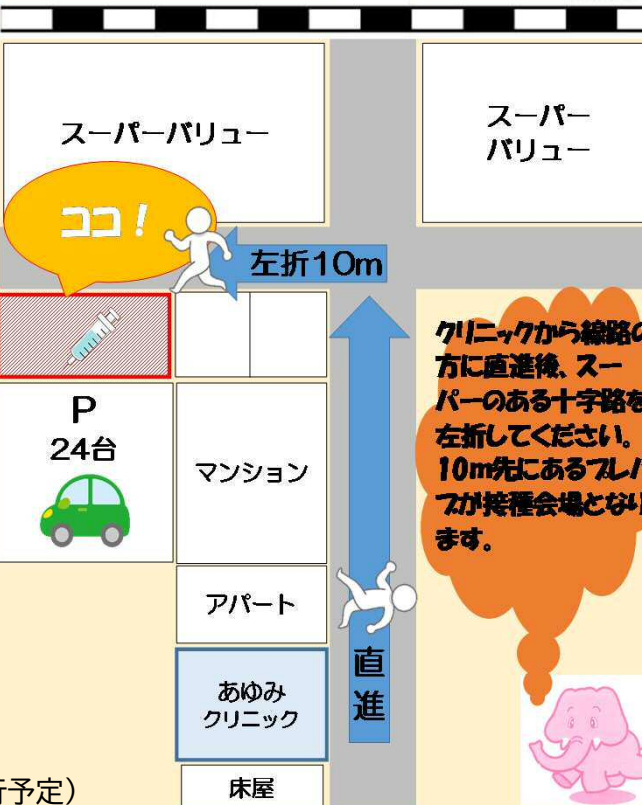 スーパーバリュー
スーパー
バリュー
ココ！
左折10m
クリニックから線路の
方に直進後、スー
パーのある十字路を
左折してください。
10m先にあるプレハ
ブが接種会場となり
ます。
P
24台
マンション
アパート
直
進
あゆみ
クリニック
床屋
行予定）